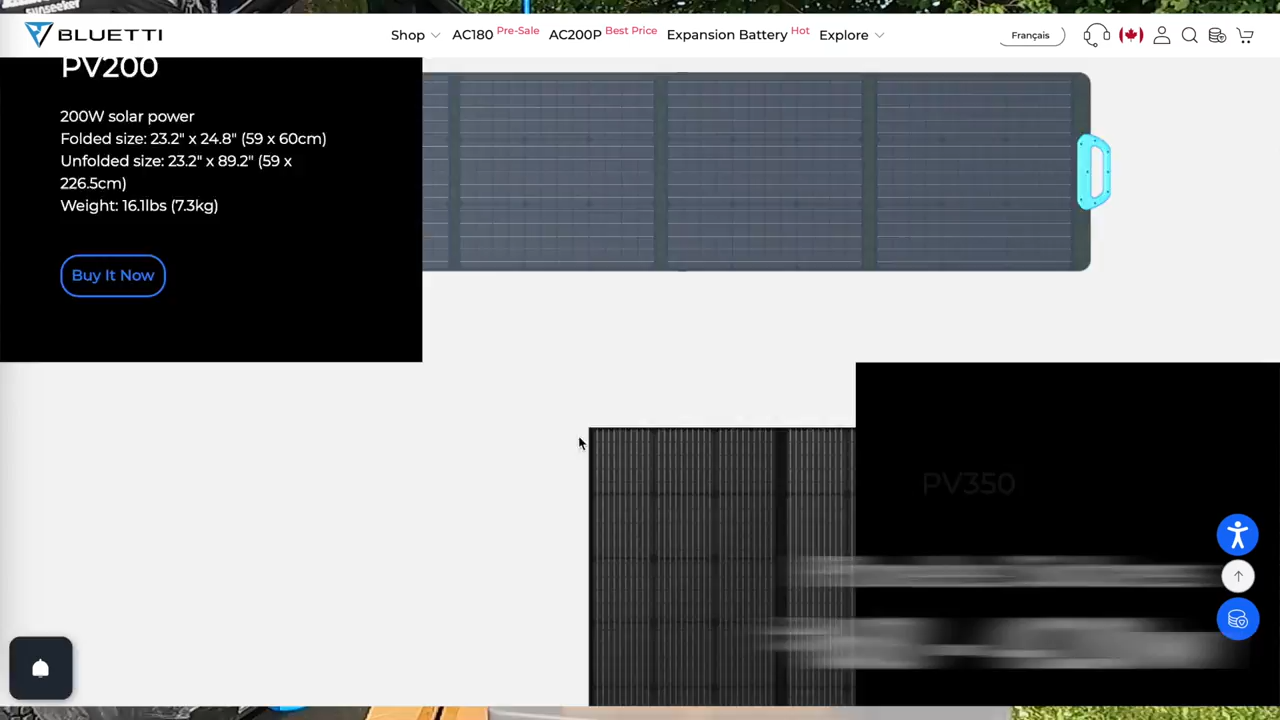 sunseeker
BLUETTI
Shop
AC180 Pre-Sale
AC200P Best Price
Expansion Battery Hot
Explore
Français
PV200
200W solar power
Folded size: 23.2" x 24.8" (59 x 60cm)
Unfolded size: 23.2" x 89.2" (59 x
226.5cm)
Weight: 16.1lbs (7.3kg)
Buy It Now
PV350